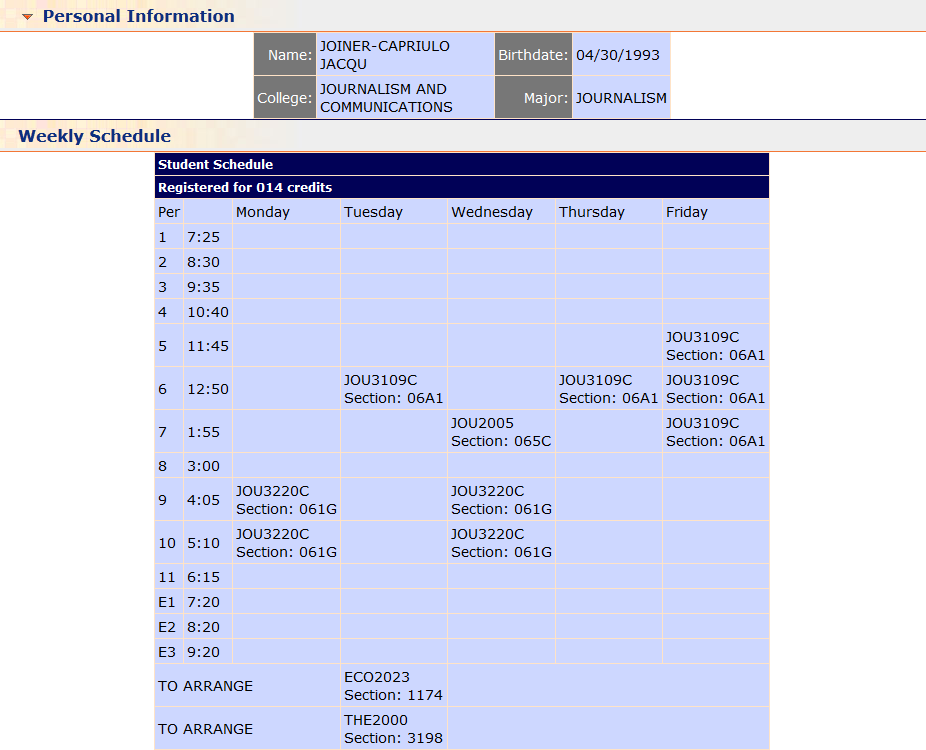 Personal Information
Name: JOINER-CAPRIULO JACQU Birthdate: 04/30/1993
College: JOURNALISM AND COMMUNICATIONS Major: JOURNALISM
Weekly Schedule
Student Schedule
Registered for 014 credits
Per Monday Tuesday Wednesday Thursday Friday
1 7:25
2 8:30
3 9:35
4 10:40
5 11:45 JOU3109C Section: 06A1
6 12:50 JOU3109C Section: 06A1 JOU3109C Section: 06A1 JOU3109C Section: 06A1
7 1:55 JOU2005 Section: 065C JOU3109C Section: 06A1
8 3:00
9 4:05 JOU3220C Section: 061G JOU3220C Section: 061G
10 5:10 JOU3220C Section: 061G JOU3220C Section: 061G
11 6:15
E1 7:20
E2 8:20
E3 9:20
TO ARRANGE ECO2023 Section: 1174
TO ARRANGE THE2000 Section: 3198